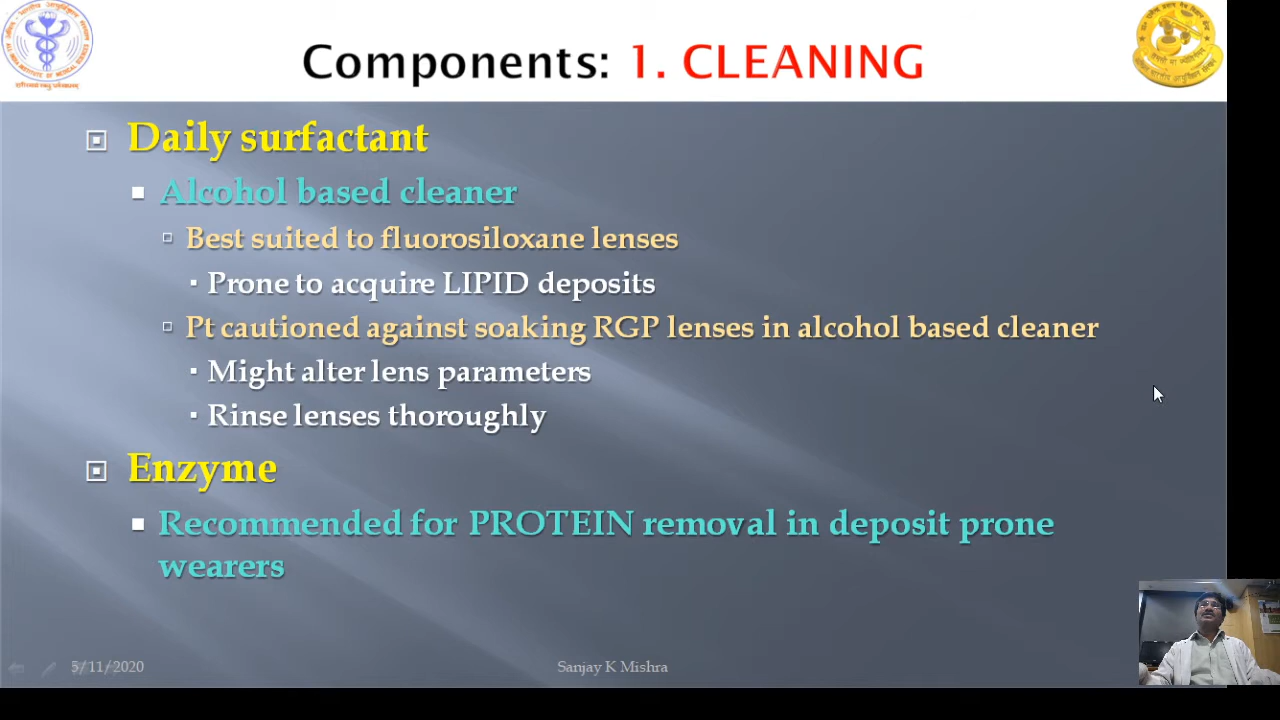 Components: 1. CLEANING
Daily surfactant
Alcohol based cleaner
Best suited to fluorosiloxane lenses
Prone to acquire LIPID deposits
Pt cautioned against soaking RGP lenses in alcohol based cleaner
Might alter lens parameters
Rinse lenses thoroughly
Enzyme
Recommended for PROTEIN removal in deposit prone
wearers
5/11/2020
Sanjay K Mishra